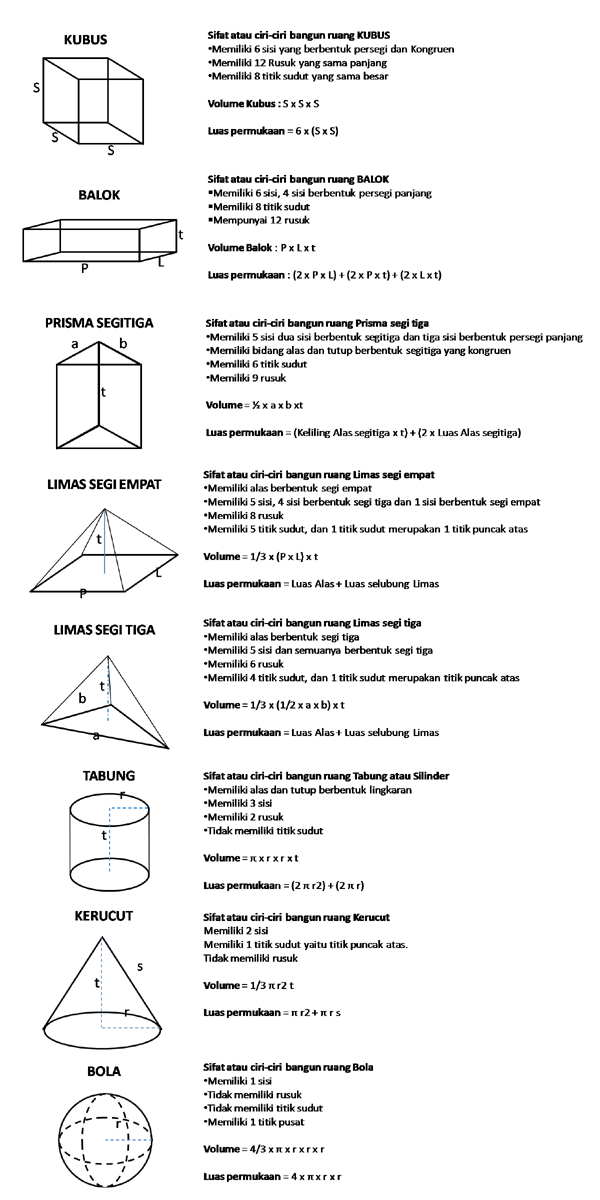 KUBUS
S
S
S
Sifat atau ciri-ciri bangun ruang KUBUS
•Memiliki 6 sisi yang berbentuk persegi dan Kongruen
•Memiliki 12 Rusuk yang sama panjang
•Memiliki 8 titik sudut yang sama besar
Volume Kubus : S x S x S
Luas permukaan = 6 x (S x S)
BALOK
t
L
P
Sifat atau ciri-ciri bangun ruang BALOK
▪Memiliki 6 sisi, 4 sisi berbentuk persegi panjang
▪Memiliki 8 titik sudut
▪Mempunyai 12 rusuk
Volume Balok : P x L x t
Luas permukaan : (2 x P x L) + (2 x P x t) + (2 x L x t)
PRISMA SEGITIGA
a b
t
Sifat atau ciri-ciri bangun ruang Prisma segi tiga
•Memiliki 5 sisi dua sisi berbentuk segitiga dan tiga sisi berbentuk persegi panjang
•Memiliki bidang alas dan tutup berbentuk segitiga yang kongruen
•Memiliki 6 titik sudut
•Memiliki 9 rusuk
Volume = ½ x a x b xt
Luas permukaan = (Keliling Alas segitiga x t) + (2 x Luas Alas segitiga)
LIMAS SEGI EMPAT
t
L
P
Sifat atau ciri-ciri bangun ruang Limas segi empat
•Memiliki alas berbentuk segi empat
•Memiliki 5 sisi, 4 sisi berbentuk segi tiga dan 1 sisi berbentuk segi empat
•Memiliki 8 rusuk
•Memiliki 5 titik sudut, dan 1 titik sudut merupakan 1 titik puncak atas
Volume = 1/3 x (P x L) x t
Luas permukaan = Luas Alas + Luas selubung Limas
LIMAS SEGI TIGA
t
b
a
Sifat atau ciri-ciri bangun ruang Limas segi tiga
•Memiliki alas berbentuk segi tiga
•Memiliki 5 sisi dan semuanya berbentuk segi tiga
•Memiliki 6 rusuk
•Memiliki 4 titik sudut, dan 1 titik sudut merupakan titik puncak atas
Volume = 1/3 x (1/2 x a x b) x t
Luas permukaan = Luas Alas + Luas selubung Limas
TABUNG
r
t
Sifat atau ciri-ciri bangun ruang Tabung atau Silinder
•Memiliki alas dan tutup berbentuk lingkaran
•Memiliki 3 sisi
•Memiliki 2 rusuk
•Tidak memiliki titik sudut
Volume = π x r x r x t
Luas permukaan = (2 π r2) + (2 π r)
KERUCUT
s
t
r
Sifat atau ciri-ciri bangun ruang Kerucut
Memiliki 2 sisi
Memiliki 1 titik sudut yaitu titik puncak atas.
Tidak memiliki rusuk
Volume = 1/3 π r2 t
Luas permukaan = π r2 + π r s
BOLA
r
Sifat atau ciri-ciri bangun ruang Bola
•Memiliki 1 sisi
•Tidak memiliki rusuk
•Tidak memiliki titik sudut
•Memiliki 1 titik pusat
Volume = 4/3 x π x r x r x r
Luas permukaan = 4 x π x r x r